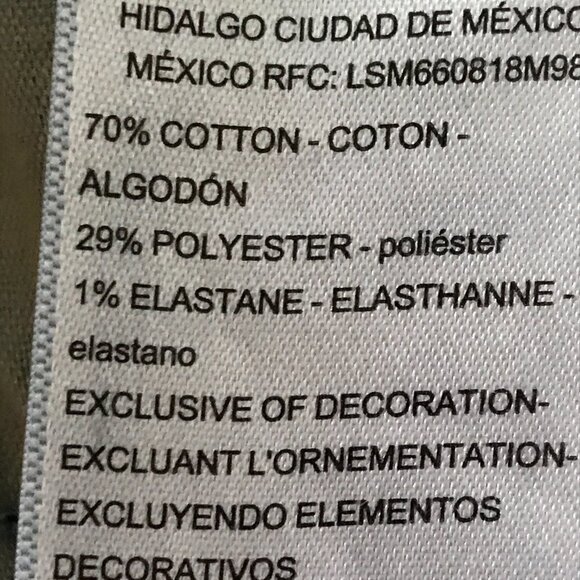 HIDALGO CIUDAD DE MÉXICO
MÉXICO RFC: LSM660818M98
70% COTTON - COTON -
ALGODÓN
29% POLYESTER - poliéster
1% ELASTANE - ELASTHANNE -
elastano
EXCLUSIVE OF DECORATION-
EXCLUANT L'ORNEMENTATION-
EXCLUYENDO ELEMENTOS
DECORATIVOS